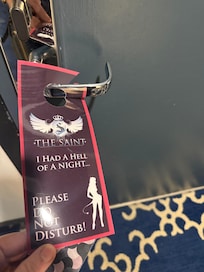 THE SAINT
I HAD A HELL
OF A NIGHT...
PLEASE
DO
NOT
DISTURB!